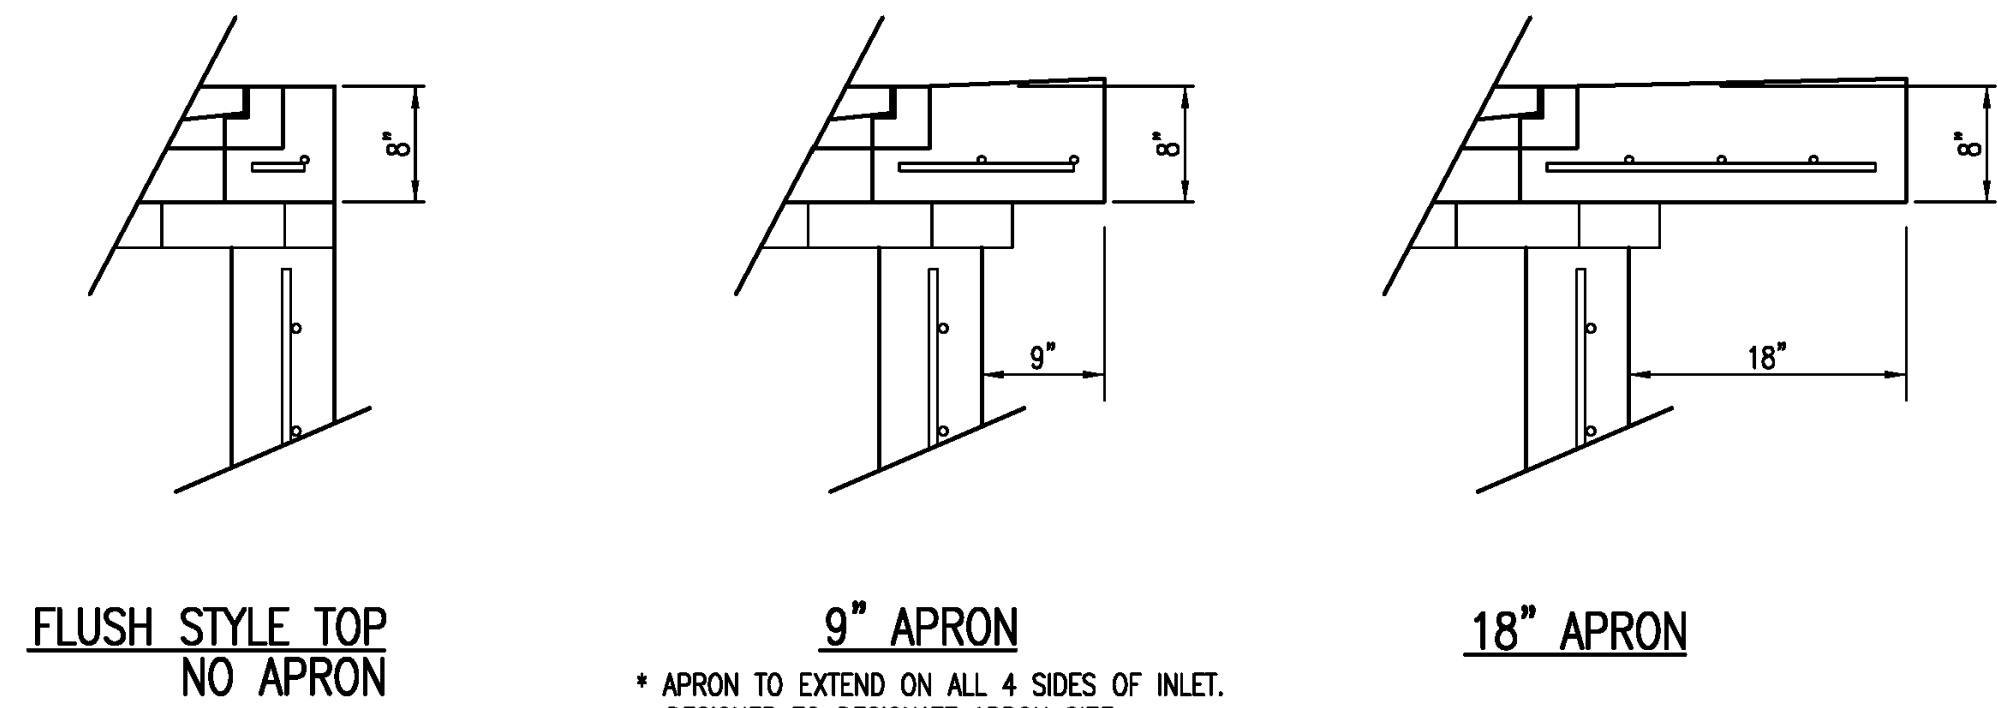 8"
8"
8"
9"
18"
FLUSH STYLE TOP
NO APRON
9" APRON
18" APRON
* APRON TO EXTEND ON ALL 4 SIDES OF INLET.